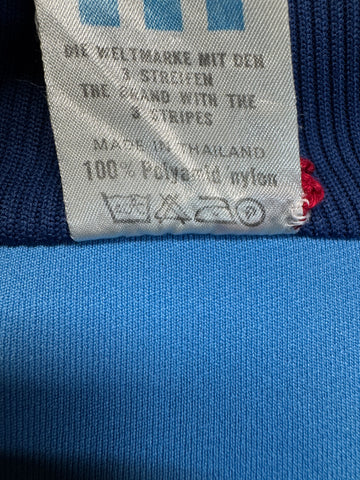 DIE WELTMARKE MIT DEN
3 STREIFEN
THE BRAND WITH THE
3 STRIPES
MADE IN THAILAND
100% Polyamid nylon